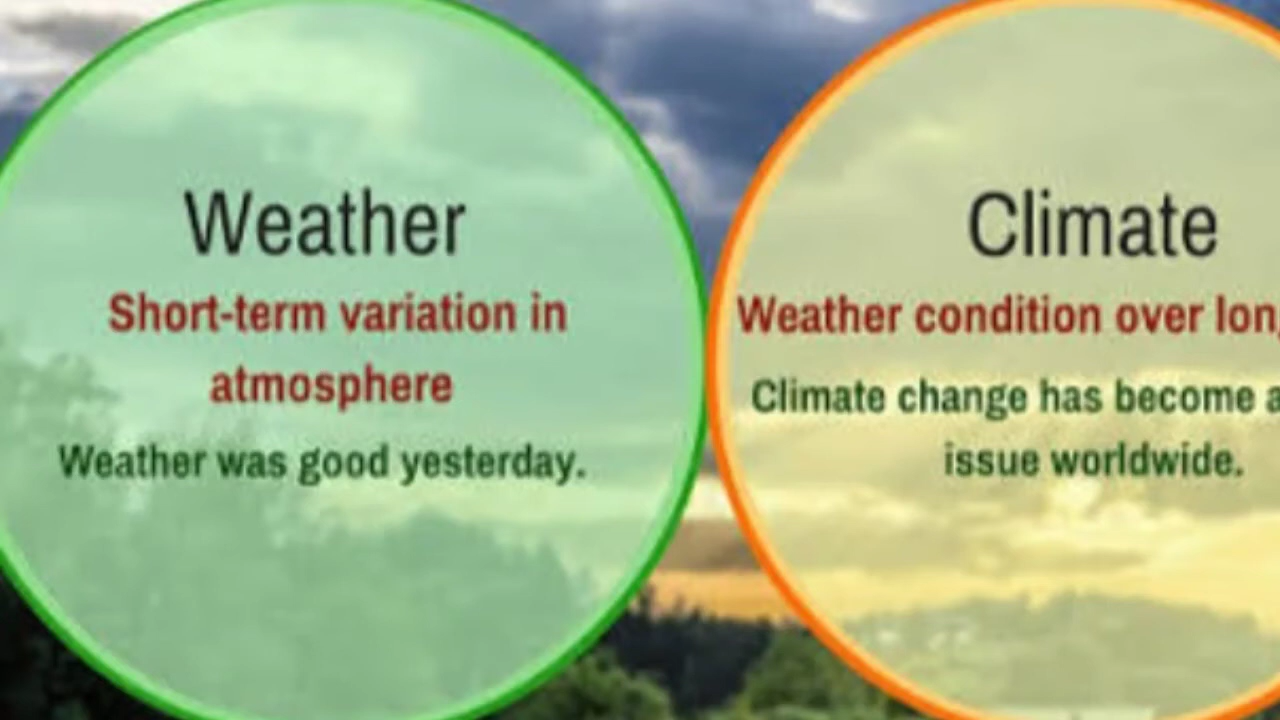 Weather
Short-term variation in
atmosphere
Weather was good yesterday.
Climate
Weather condition over
Climate change has become
issue worldwide.